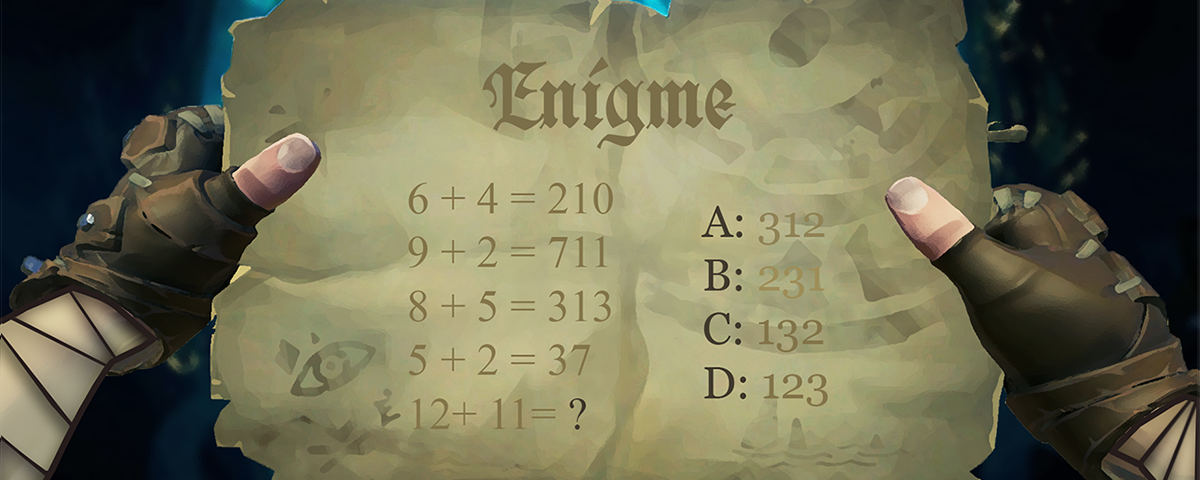 Enigme
6 + 4 = 210
9 + 2 = 711
8 + 5 = 313
5 + 2 = 37
12+ 11= ?
A: 312
B: 231
C: 132
D: 123